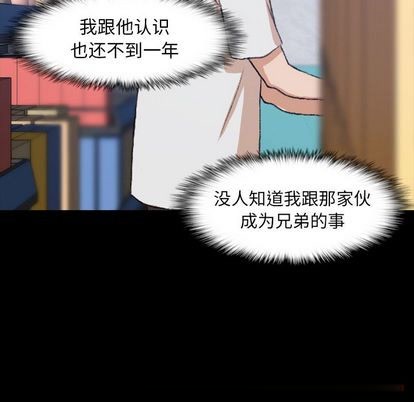 我跟他认识
也还不到一年
没人知道我跟那家伙
成为兄弟的事